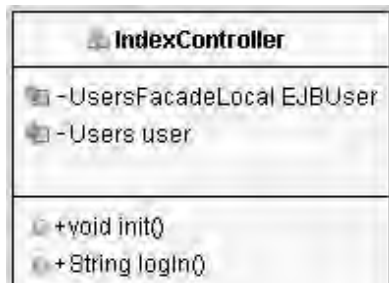 IndexController
-UsersFacadeLocal EJBUser
-Users user
+void init()
+String logIn()